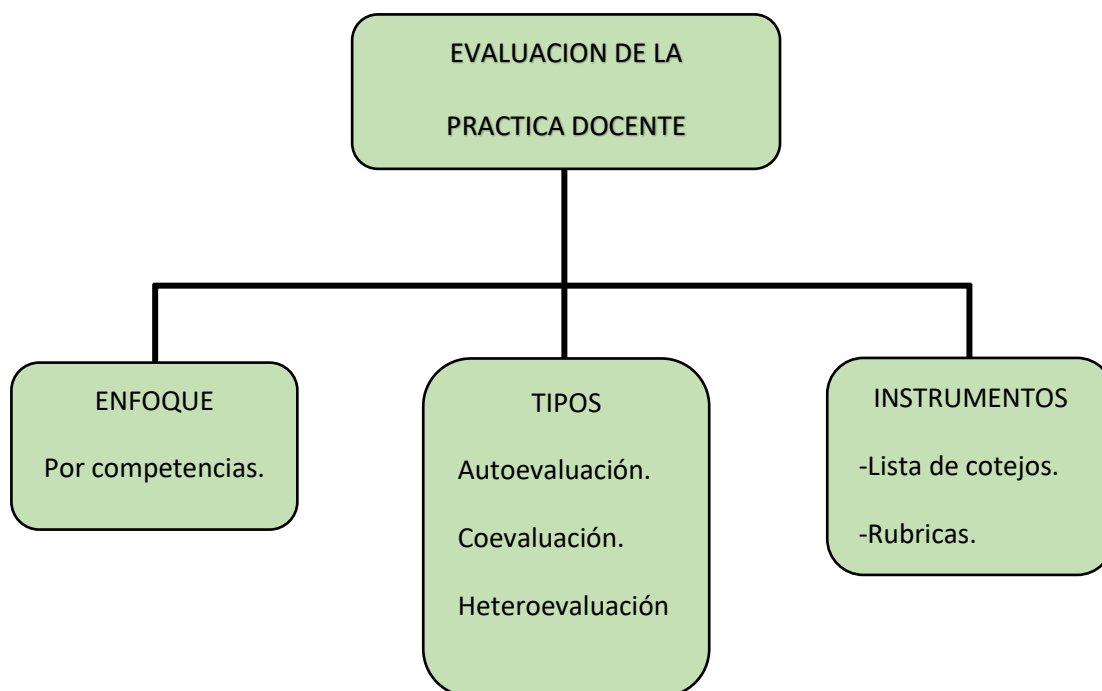 EVALUACION DE LA
PRACTICA DOCENTE
ENFOQUE
Por competencias.
TIPOS
Autoevaluación.
Coevaluación.
Heteroevaluación
INSTRUMENTOS
-Lista de cotejos.
-Rubricas.